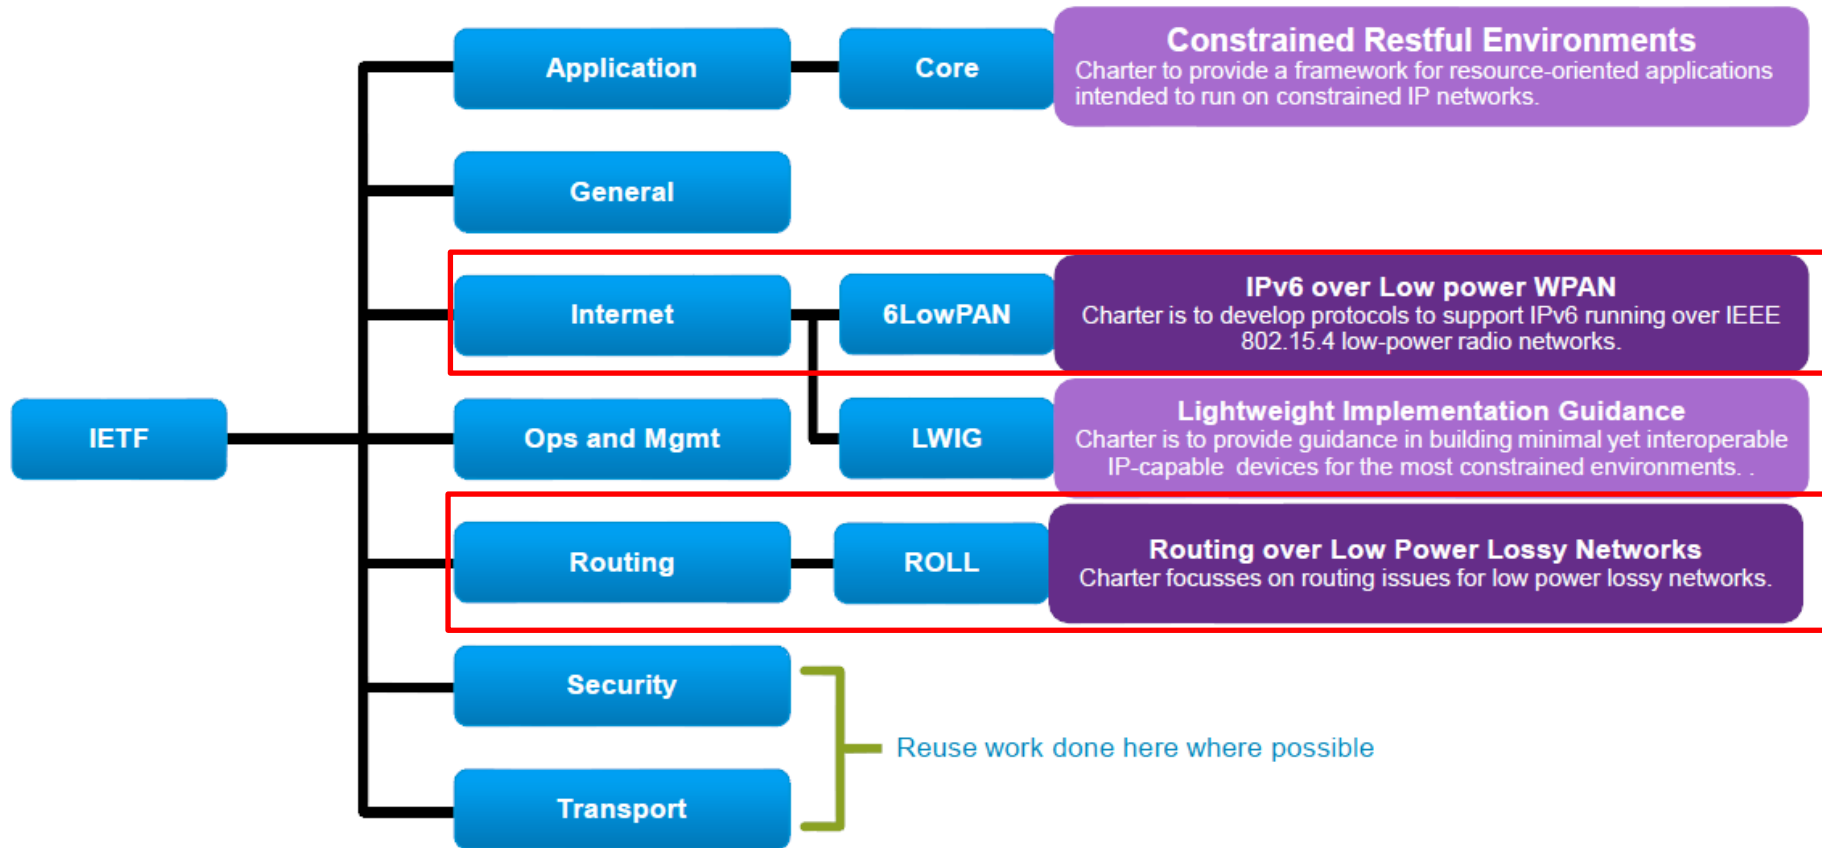 Application
Core
Constrained Restful Environments
Charter to provide a framework for resource-oriented applications
intended to run on constrained IP networks.
General
Internet
6LowPAN
IPv6 over Low power WPAN
Charter is to develop protocols to support IPv6 running over IEEE
802.15.4 low-power radio networks.
IETF
Ops and Mgmt
LWIG
Lightweight Implementation Guidance
Charter is to provide guidance in building minimal yet interoperable
IP-capable devices for the most constrained environments. .
Routing
ROLL
Routing over Low Power Lossy Networks
Charter focusses on routing issues for low power lossy networks.
Security
Reuse work done here where possible
Transport